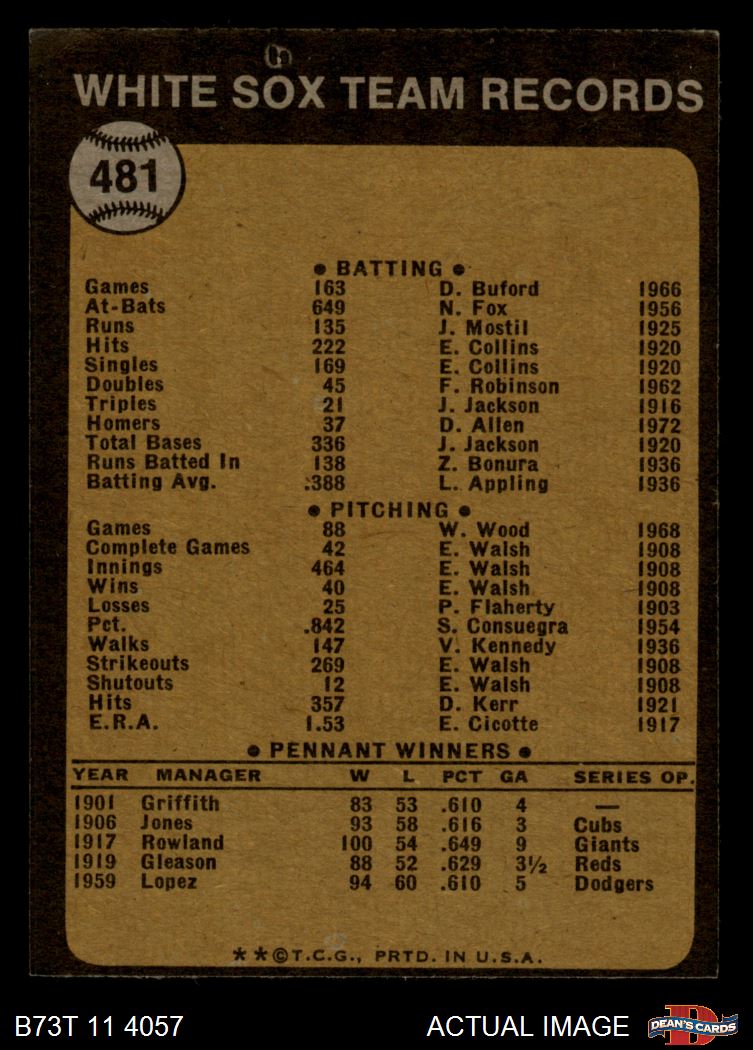 WHITE SOX TEAM RECORDS
481
• BATTING •
Games 163 D. Buford 1966
At-Bats 649 N. Fox 1956
Runs 135 J. Mostil 1925
Hits 222 E. Collins 1920
Singles 169 E. Collins 1920
Doubles 45 F. Robinson 1962
Triples 21 J. Jackson 1916
Homers 37 D. Allen 1972
Total Bases 336 J. Jackson 1920
Runs Batted In 138 Z. Bonura 1936
Batting Avg. .388 L. Appling 1936
• PITCHING •
Games 88 W. Wood 1968
Complete Games 42 E. Walsh 1908
Innings 464 E. Walsh 1908
Wins 40 E. Walsh 1908
Losses 25 P. Flaherty 1903
Pct. .842 S. Consuegra 1954
Walks 147 V. Kennedy 1936
Strikeouts 269 E. Walsh 1908
Shutouts 12 E. Walsh 1908
Hits 357 D. Kerr 1921
E.R.A. 1.53 E. Cicotte 1917
• PENNANT WINNERS •
YEAR MANAGER W L PCT GA SERIES OP.
1901 Griffith 83 53 .610 4 —
1906 Jones 93 58 .616 3 Cubs
1917 Rowland 100 54 .649 9 Giants
1919 Gleason 88 52 .629 3½ Reds
1959 Lopez 94 60 .610 5 Dodgers
**©T.C.G., PRTD. IN U.S.A.
B73T 11 4057 ACTUAL IMAGE DEAN'S CARDS